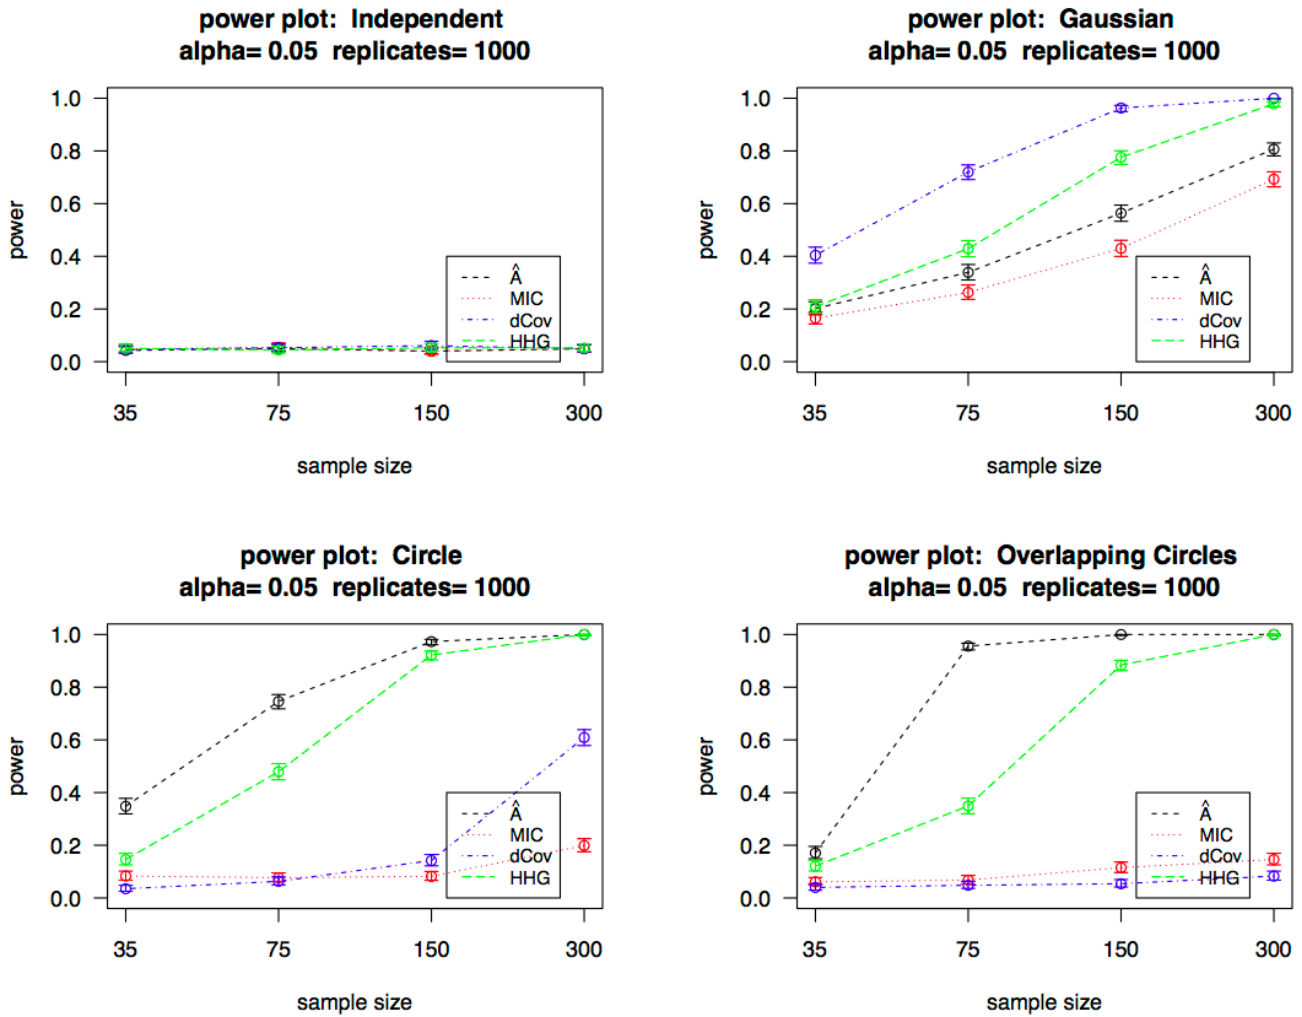 power plot:  Independent
alpha= 0.05  replicates= 1000
power
1.0
0.8
0.6
0.4
0.2
0.0
Â
MIC
dCov
HHG
35 75 150 300
sample size
power plot:  Gaussian
alpha= 0.05  replicates= 1000
power
1.0
0.8
0.6
0.4
0.2
0.0
Â
MIC
dCov
HHG
35 75 150 300
sample size
power plot:  Circle
alpha= 0.05  replicates= 1000
power
1.0
0.8
0.6
0.4
0.2
0.0
Â
MIC
dCov
HHG
35 75 150 300
sample size
power plot:  Overlapping Circles
alpha= 0.05  replicates= 1000
power
1.0
0.8
0.6
0.4
0.2
0.0
Â
MIC
dCov
HHG
35 75 150 300
sample size